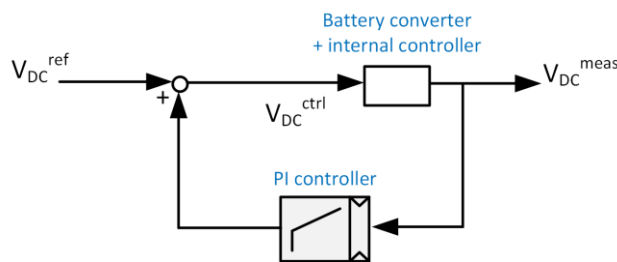 Battery converter
+ internal controller
V_DC^ref
V_DC^meas
+
V_DC^ctrl
PI controller